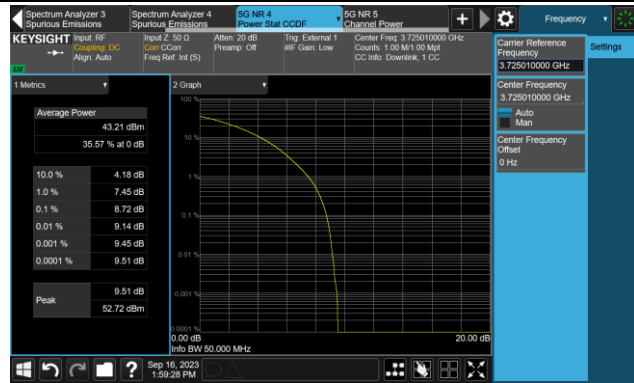 Spectrum Analyzer 3
Spurious Emissions
Spectrum Analyzer 4
Spurious Emissions
5G NR 4
Power Stat CCDF
5G NR 5
Channel Power
Frequency
KEYSIGHT
Input: RF
Coupling: DC
Align: Auto
Input Z: 50 Ω
Corr CCorr
Freq Ref: Int (S)
Atten: 20 dB
Preamp: Off
Trig: External 1
#IF Gain: Low
Center Freq: 3.725010000 GHz
Counts: 1.00 M/1.00 Mpt
CC Info: Downlink, 1 CC
Carrier Reference
Frequency
3.725010000 GHz
Settings
Center Frequency
3.725010000 GHz
Auto
Man
Center Frequency
Offset
0 Hz
1 Metrics
Average Power
43.21 dBm
35.57 % at 0 dB
10.0 % 4.18 dB
1.0 % 7.45 dB
0.1 % 8.72 dB
0.01 % 9.14 dB
0.001 % 9.45 dB
0.0001 % 9.51 dB
Peak
9.51 dB
52.72 dBm
2 Graph
100 %
10 %
1 %
0.1 %
0.01 %
0.001 %
0.0001 %
0.00 dB
20.00 dB
Info BW 50.000 MHz
?
Sep 16, 2023
1:59:28 PM